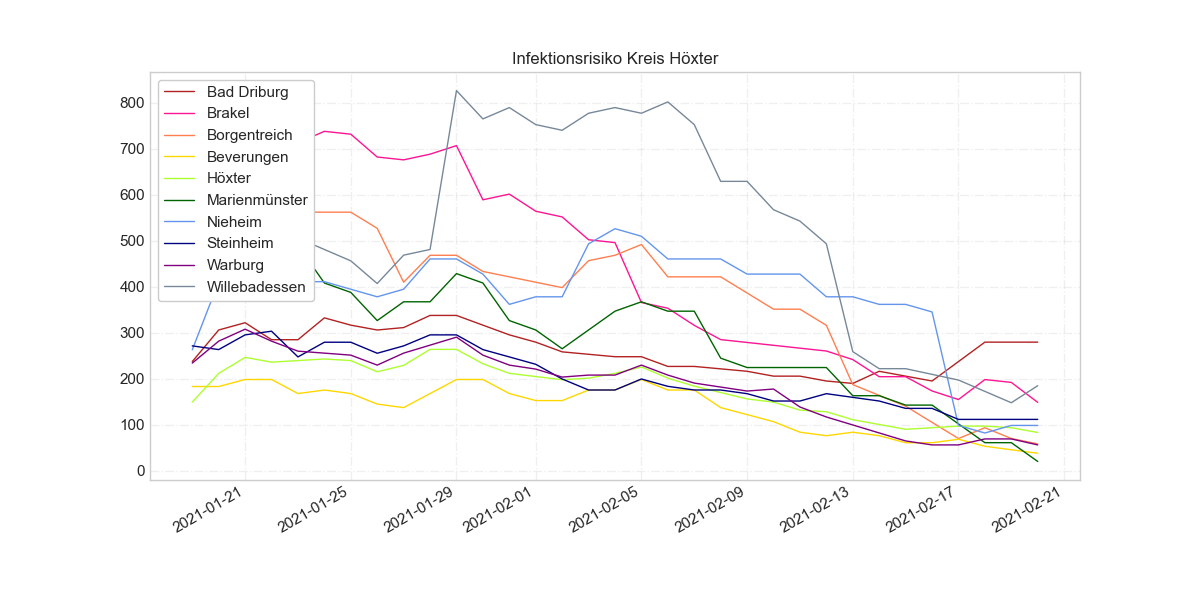 Infektionsrisiko Kreis Höxter
Bad Driburg
Brakel
Borgentreich
Beverungen
Höxter
Marienmünster
Nieheim
Steinheim
Warburg
Willebadessen
800
700
600
500
400
300
200
100
0
2021-01-21
2021-01-25
2021-01-29
2021-02-01
2021-02-05
2021-02-09
2021-02-13
2021-02-17
2021-02-21